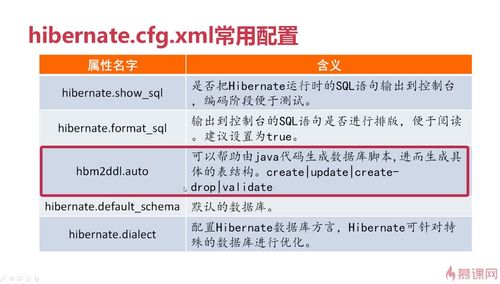 hibernate.cfg.xml常用配置
属性名字
含义
hibernate.show_sql
是否把Hibernate运行时的SQL语句输出到控制台
，编码阶段便于测试。
hibernate.format_sql
输出到控制台的SQL语句是否进行排版，便于阅读
。建议设置为true。
hbm2ddl.auto
可以帮助由java代码生成数据库脚本,进而生成具
体的表结构。create|update|create-
drop|validate
hibernate.default_schema
默认的数据库。
hibernate.dialect
配置Hibernate数据库方言，Hibernate可针对特
殊的数据库进行优化。
慕课网